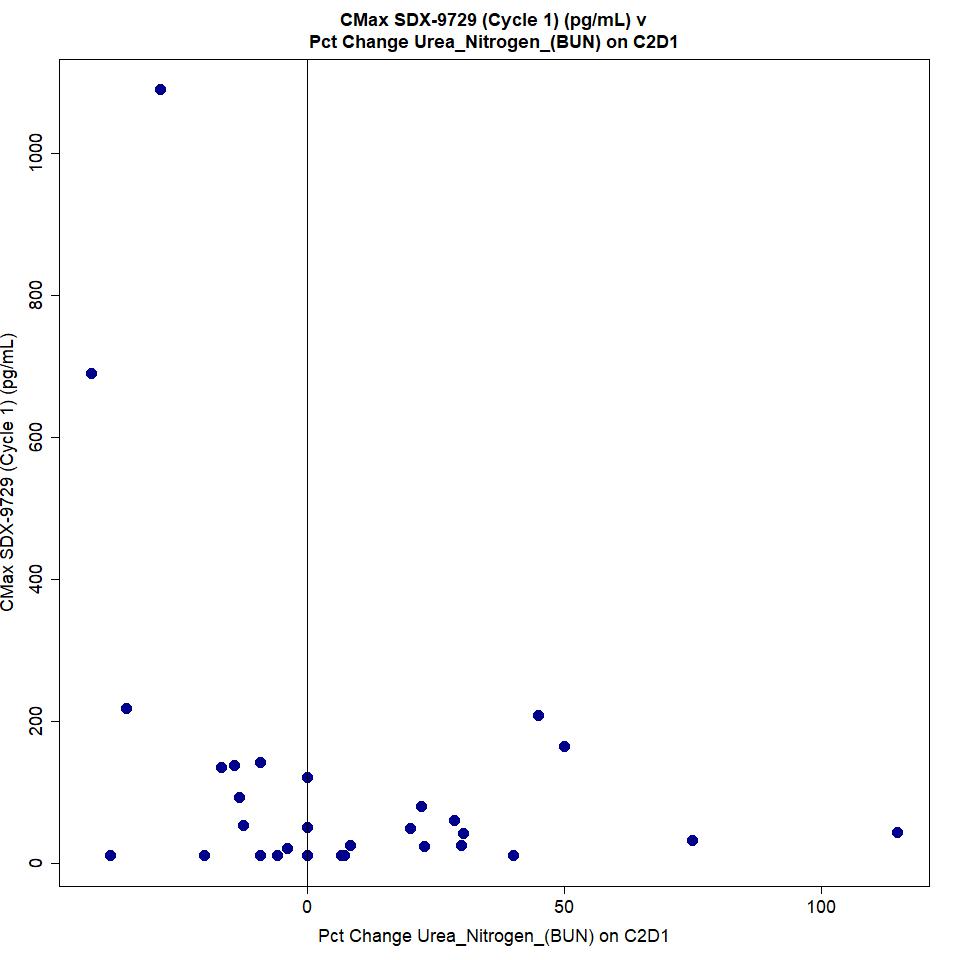 CMax SDX-9729 (Cycle 1) (pg/mL) v
Pct Change Urea_Nitrogen_(BUN) on C2D1
CMax SDX-9729 (Cycle 1) (pg/mL)
1000
800
600
400
200
0
0
50
100
Pct Change Urea_Nitrogen_(BUN) on C2D1